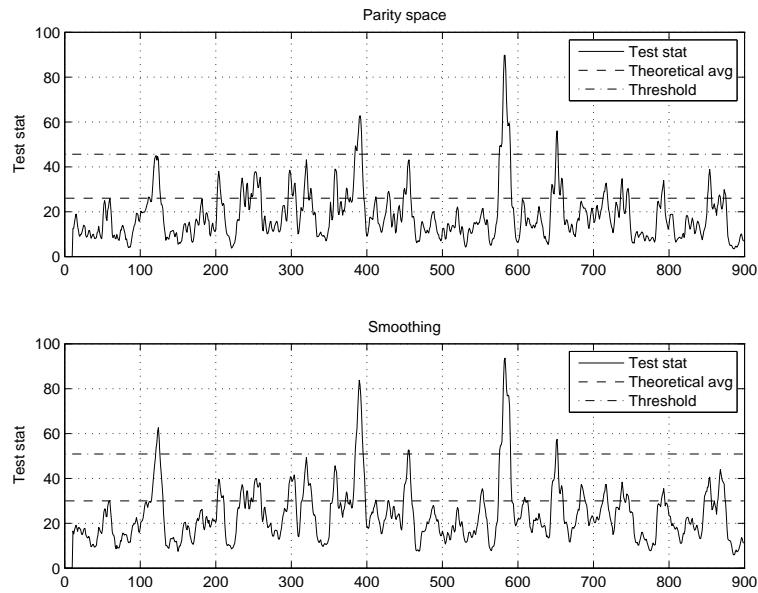 Parity space
100
80
60
40
20
0
Test stat
Test stat
Theoretical avg
Threshold
0 100 200 300 400 500 600 700 800 900
Smoothing
100
80
60
40
20
0
Test stat
Test stat
Theoretical avg
Threshold
0 100 200 300 400 500 600 700 800 900